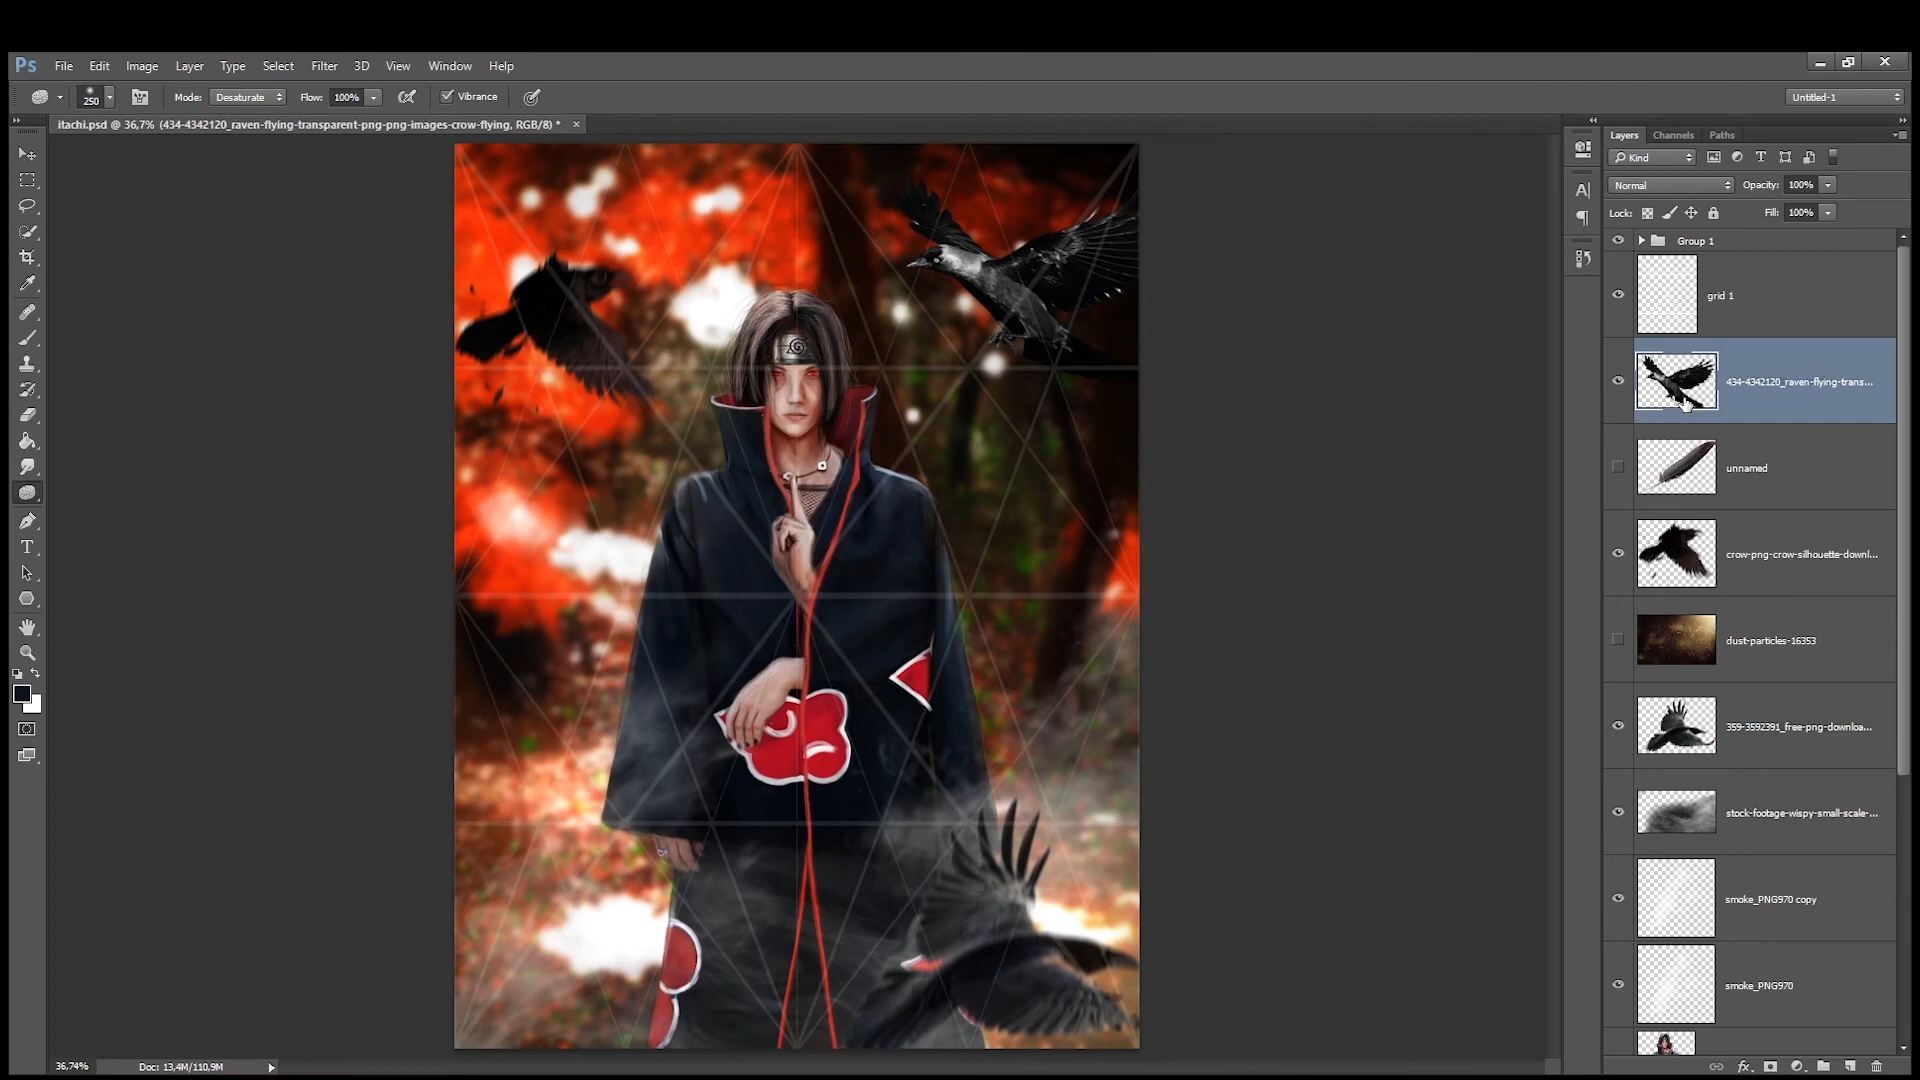 Ps File Edit Image Layer Type Select Filter 3D View Window Help
250 Mode: Desaturate Flow: 100% Vibrance Untitled-1
itachi.psd @ 36,7% (434-4342120_raven-flying-transparent-png-png-images-crow-flying, RGB/8) *
Layers Channels Paths
Kind
Normal Opacity: 100%
Lock: Fill: 100%
Group 1
grid 1
434-4342120_raven-flying-trans...
unnamed
crow-png-crow-silhouette-downl...
dust-particles-16353
359-3592391_free-png-downloa...
stock-footage-wispy-small-scale-...
smoke_PNG970 copy
smoke_PNG970
36,74% Doc: 13,4M/110,9M